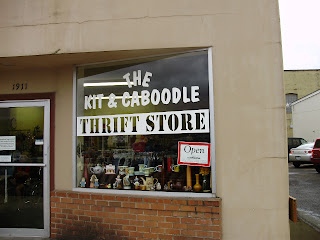 THE
KIT & CABOODLE
THRIFT STORE
1911
Open